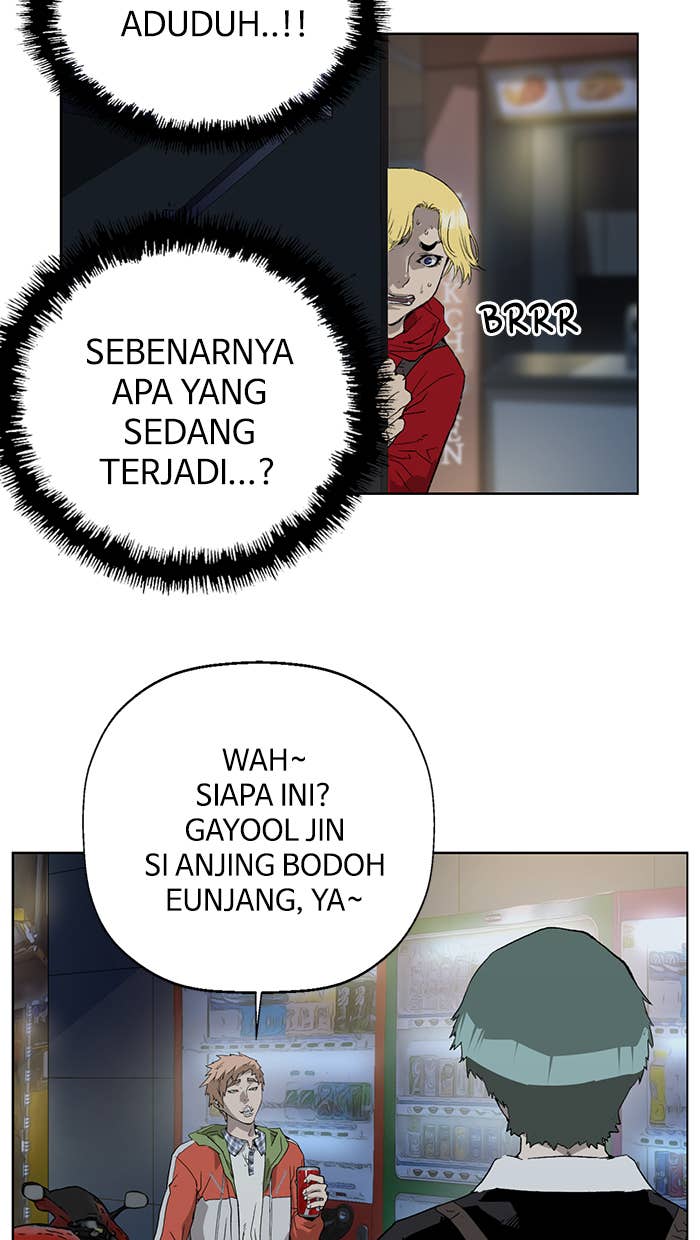 ADUDUH..!!
SEBENARNYA
APA YANG
SEDANG
TERJADI...?
BRRR
WAH~
SIAPA INI?
GAYOOL JIN
SI ANJING BODOH
EUNJANG, YA~